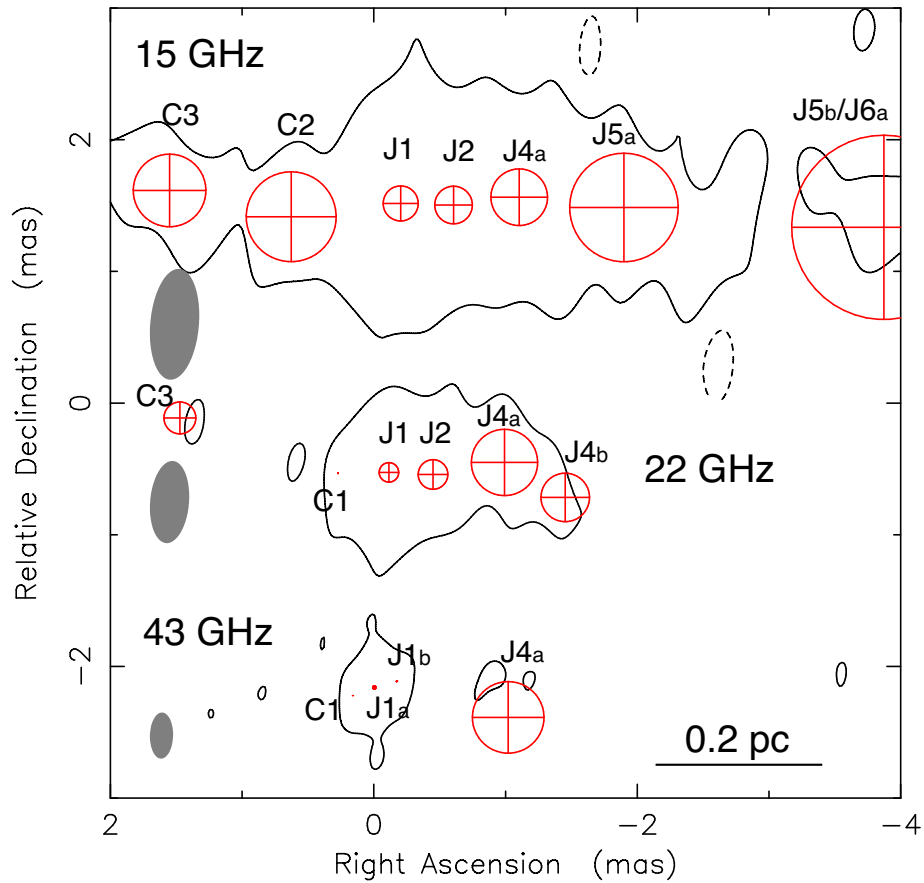 15 GHz
C3
C2
J1
J2
J4a
J5a
J5b/J6a
C3
J1
J2
J4a
J4b
C1
22 GHz
43 GHz
J1b
J4a
C1
J1a
0.2 pc
2
0
-2
Relative Declination (mas)
2
0
-2
-4
Right Ascension (mas)